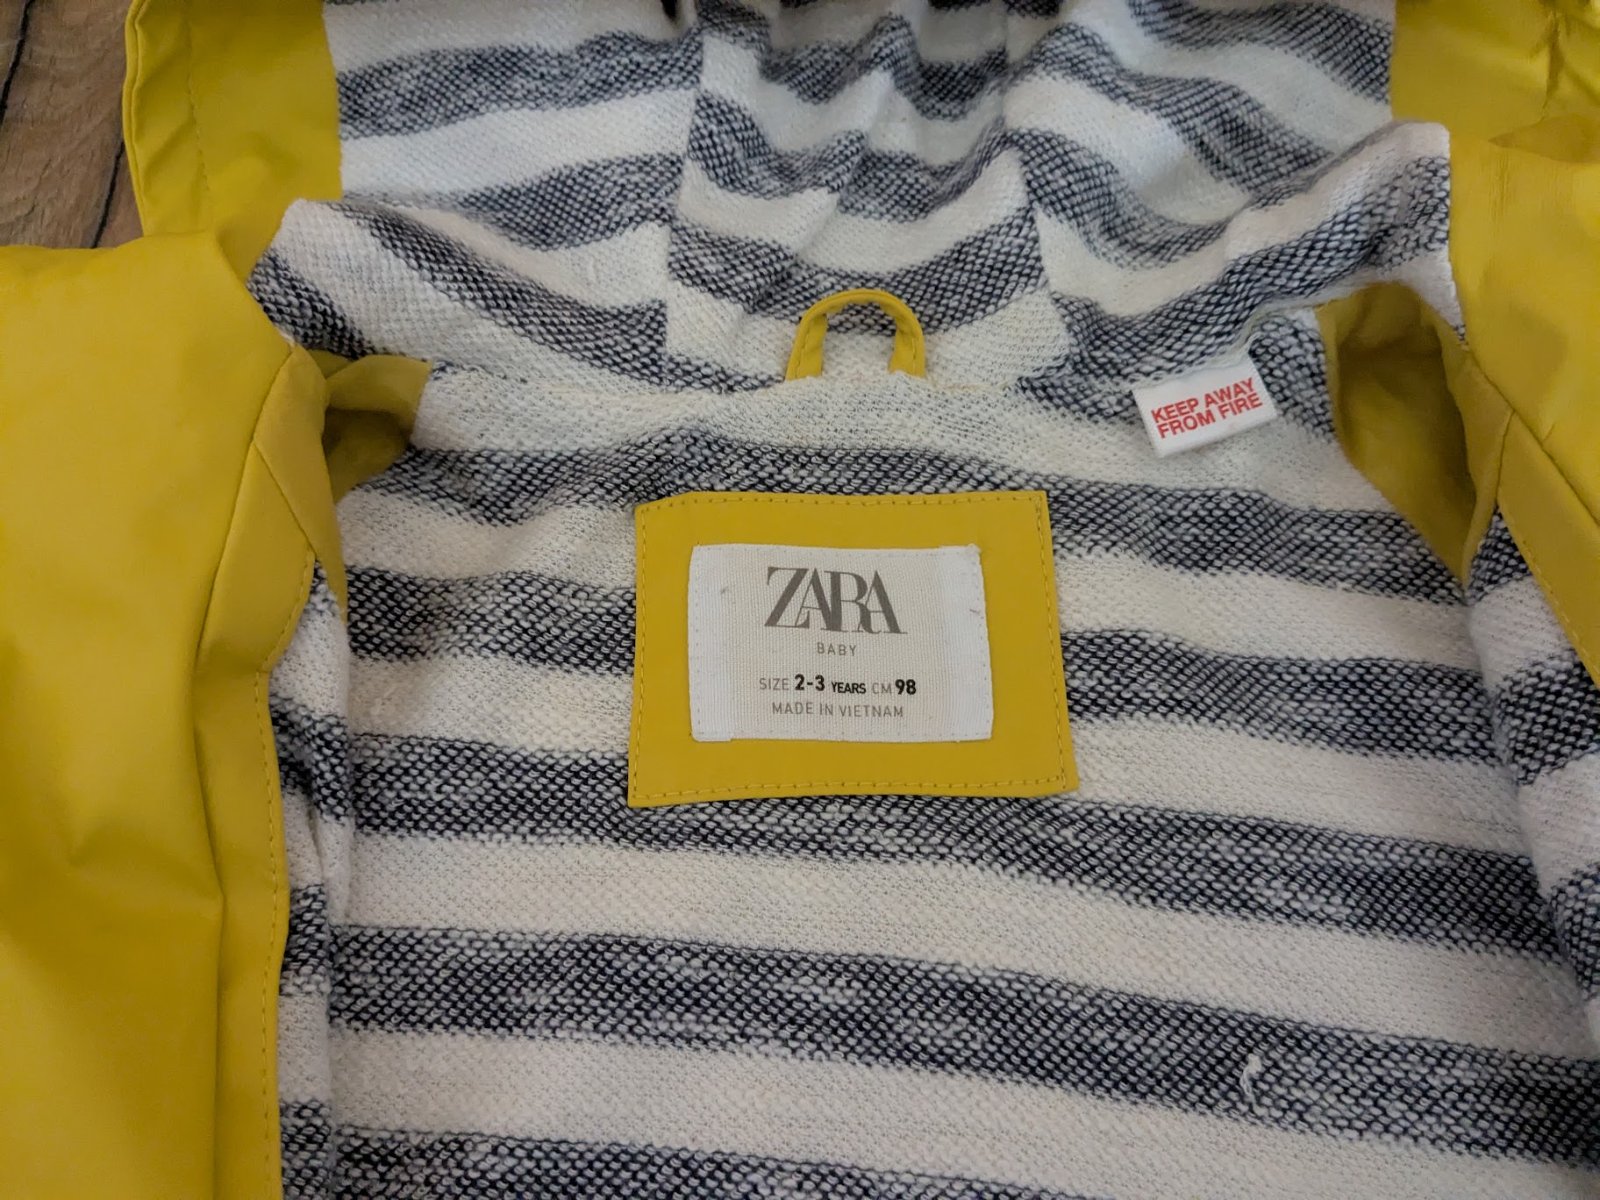 KEEP AWAY
FROM FIRE
ZARA
BABY
SIZE 2-3 YEARS CM 98
MADE IN VIETNAM